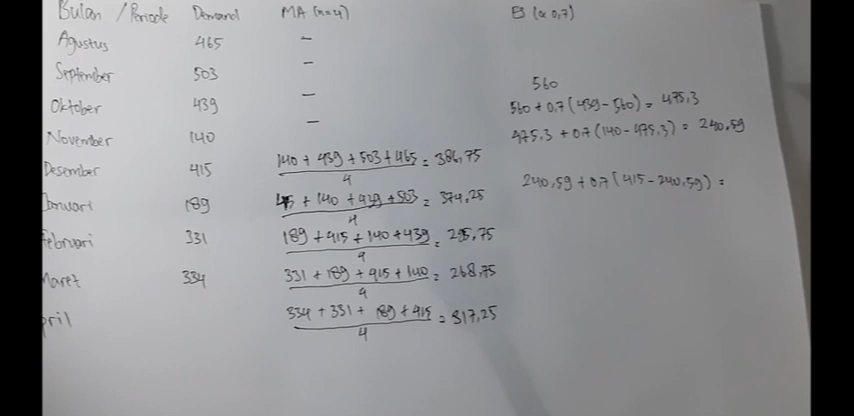 Bulan / Periode Demand MA (n=4) ES (α 0,7)
Agustus 465 –
September 503 –
560
Oktober 439 – 560 + 0.7 (439 – 560) = 475,3
November 140 – 475.3 + 0.7 (140 – 475,3) = 240,59
Desember 415 140 + 439 + 503 + 465 / 4 = 386,75
240,59 + 0.7 (415 – 240,59) =
Januari 189 + 140 + 439 + 503 / 4 = 374,25
Februari 331 189 + 415 + 140 + 439 / 4 = 295,75
Maret 334 331 + 189 + 415 + 140 / 4 = 268,75
pril 334 + 331 + 189 + 415 / 4 = 317,25